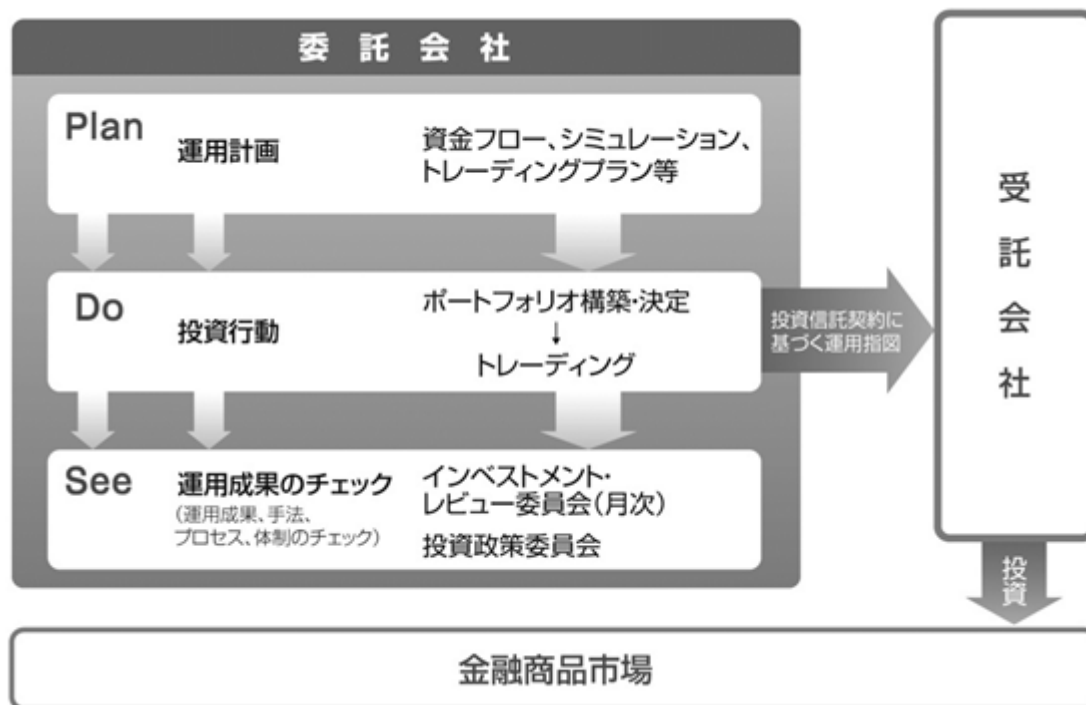 委託会社
Plan
運用計画
資金フロー、シミュレーション、
トレーディングプラン等
Do
投資行動
ポートフォリオ構築・決定
↓
トレーディング
See
運用成果のチェック
(運用成果、手法、
プロセス、体制のチェック)
インベストメント・
レビュー委員会(月次)
投資政策委員会
投資信託契約に
基づく運用指図
受託会社
投資
金融商品市場